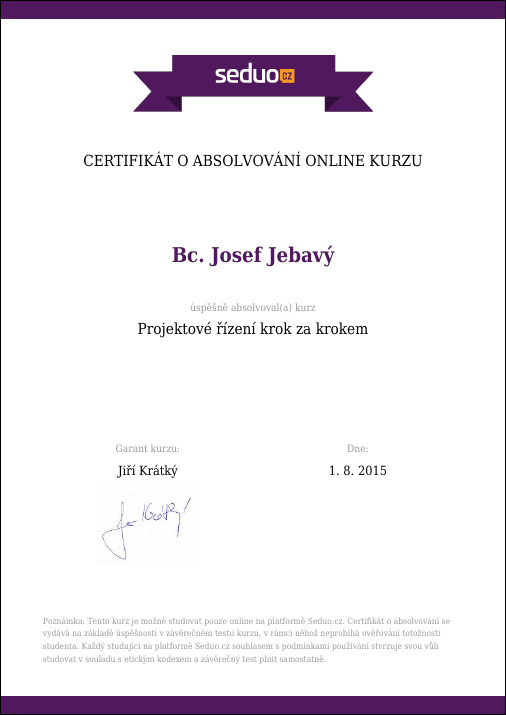 seduo.cz
CERTIFIKÁT O ABSOLVOVÁNÍ ONLINE KURZU
Bc. Josef Jebavý
úspěšně absolvoval(a) kurz
Projektové řízení krok za krokem
Garant kurzu:
Dne:
Jiří Krátký
1. 8. 2015
Poznámka: Tento kurz je možné studovat pouze online na platformě Seduo.cz. Certifikát o absolvování se
vydává na základě úspěšnosti v závěrečném testu kurzu, v rámci něhož neprobíhá ověřování totožnosti
studenta. Každý studující na platformě Seduo.cz souhlasem s podmínkami používání stvrzuje svou vůli
studovat v souladu s etickým kodexem a závěrečný test plnit samostatně.